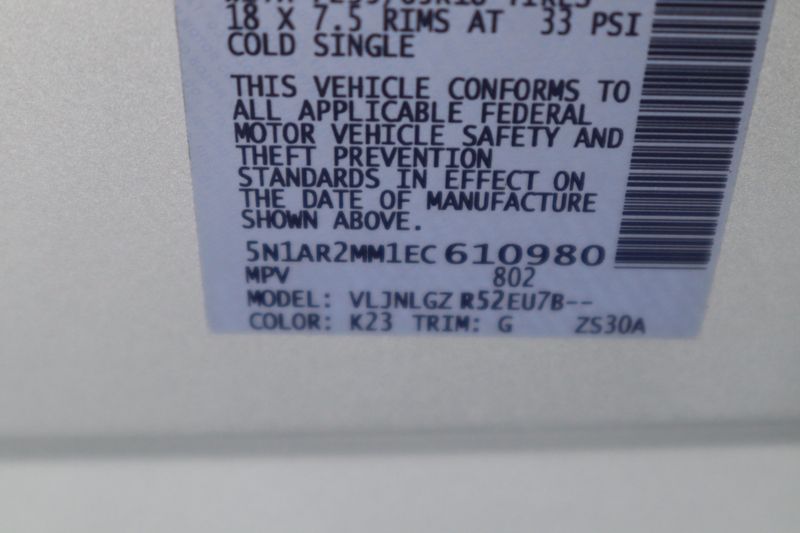 18 X 7.5 RIMS AT 33 PSI
COLD SINGLE
THIS VEHICLE CONFORMS TO
ALL APPLICABLE FEDERAL
MOTOR VEHICLE SAFETY AND
THEFT PREVENTION
STANDARDS IN EFFECT ON
THE DATE OF MANUFACTURE
SHOWN ABOVE.
5N1AR2MM1EC610980
MPV 802
MODEL: VLJNLGZ R52EU7B--
COLOR: K23 TRIM: G ZS30A